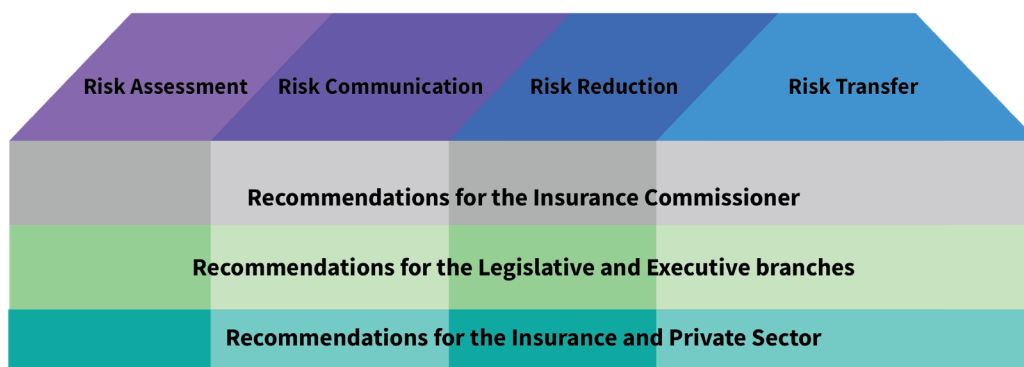 Risk Assessment
Risk Communication
Risk Reduction
Risk Transfer
Recommendations for the Insurance Commissioner
Recommendations for the Legislative and Executive branches
Recommendations for the Insurance and Private Sector